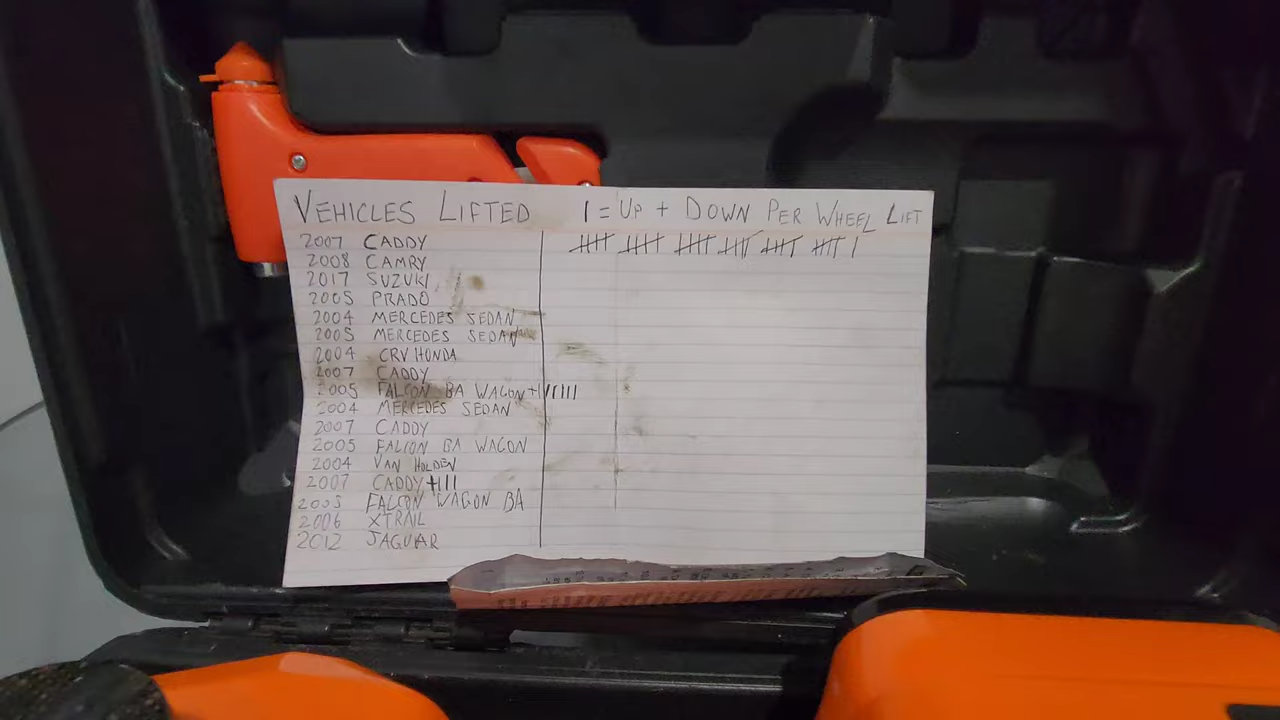 VEHICLES LIFTED 1 = UP + DOWN PER WHEEL LIFT
2007 CADDY
2008 CAMRY
2017 SUZUKI
2005 PRADO
2004 MERCEDES SEDAN
2005 MERCEDES SEDAN
2004 CRV HONDA
2007 CADDY
2005 FALCON BA WAGON +
2004 MERCEDES SEDAN
2007 CADDY
2005 FALCON BA WAGON
2004 VAN HOLDEN
2007 CADDY + III
2005 FALCON WAGON BA
2006 XTRAIL
2012 JAGUAR